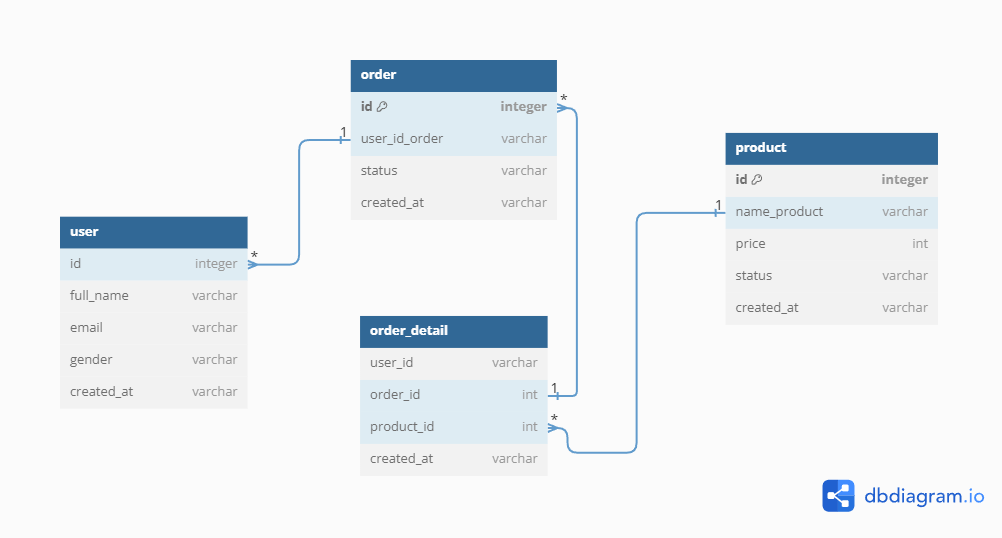 order
id integer
user_id_order varchar
status varchar
created_at varchar
user
id integer
full_name varchar
email varchar
gender varchar
created_at varchar
order_detail
user_id varchar
order_id int
product_id int
created_at varchar
product
id integer
name_product varchar
price int
status varchar
created_at varchar
*
1
*
1
1
*
dbdiagram.io